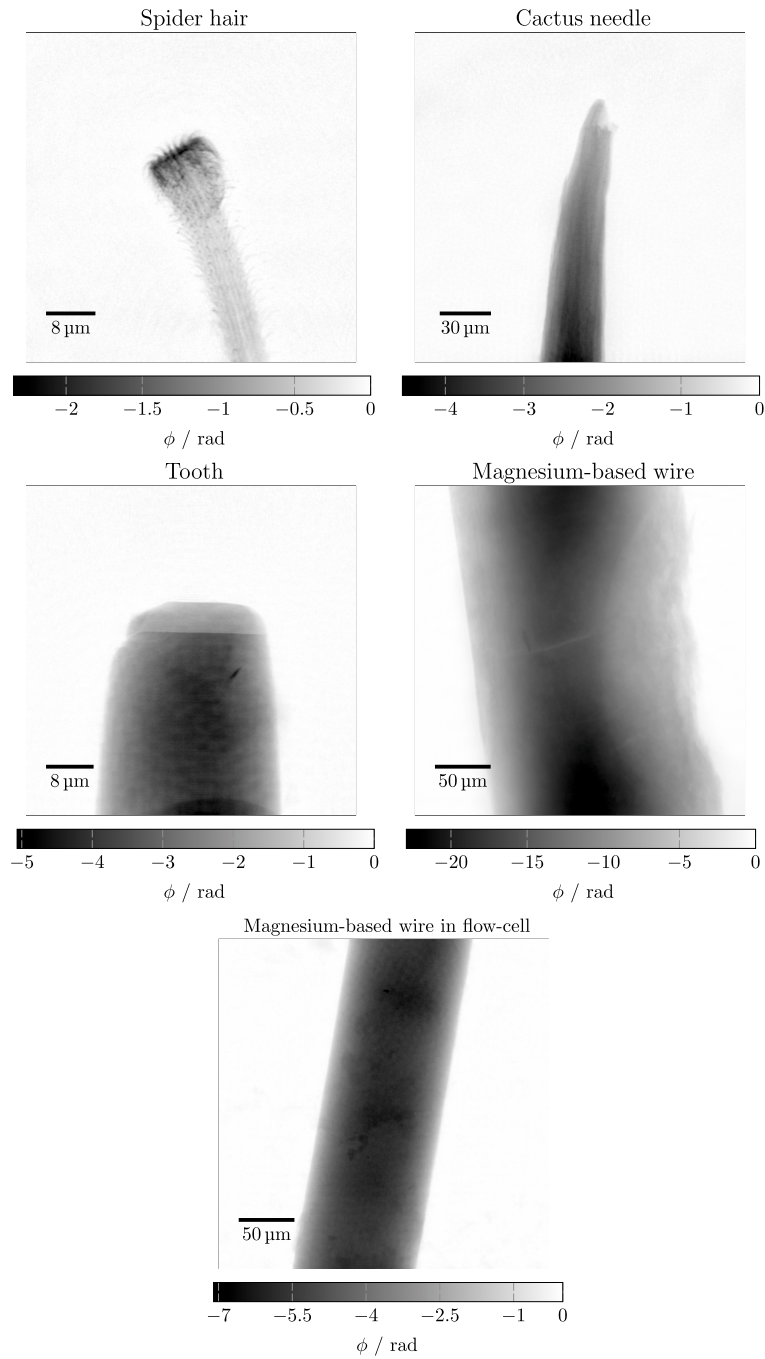 Spider hair
Cactus needle
8 µm
30 µm
−2 −1.5 −1 −0.5 0
−4 −3 −2 −1 0
ϕ / rad
ϕ / rad
Tooth
Magnesium-based wire
8 µm
50 µm
−5 −4 −3 −2 −1 0
−20 −15 −10 −5 0
ϕ / rad
ϕ / rad
Magnesium-based wire in flow-cell
50 µm
−7 −5.5 −4 −2.5 −1 0
ϕ / rad